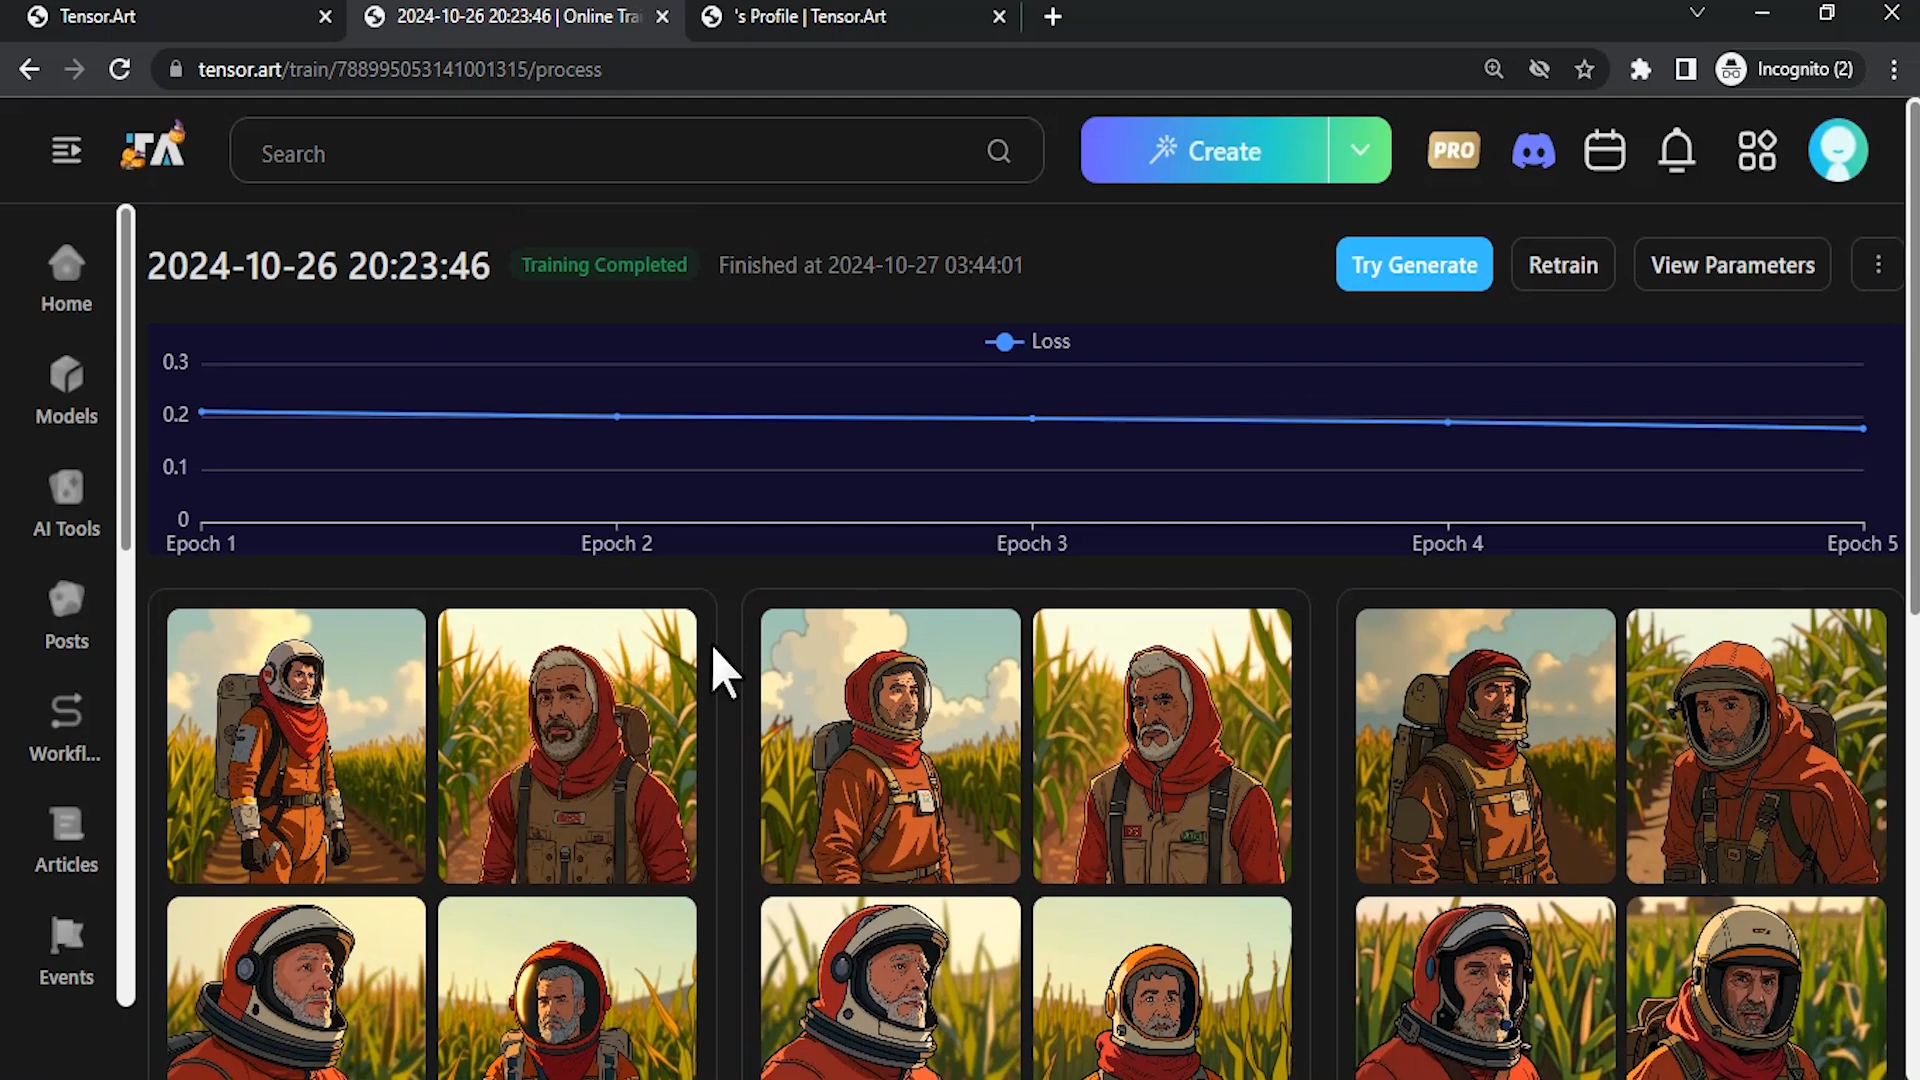 Tensor.Art
2024-10-26 20:23:46 | Online Trai
's Profile | Tensor.Art
tensor.art/train/788995053141001315/process
Incognito (2)
TA
Search
Create
PRO
Home
Models
AI Tools
Posts
Workfl...
Articles
Events
2024-10-26 20:23:46
Training Completed
Finished at 2024-10-27 03:44:01
Try Generate
Retrain
View Parameters
Loss
0.3
0.2
0.1
0
Epoch 1
Epoch 2
Epoch 3
Epoch 4
Epoch 5